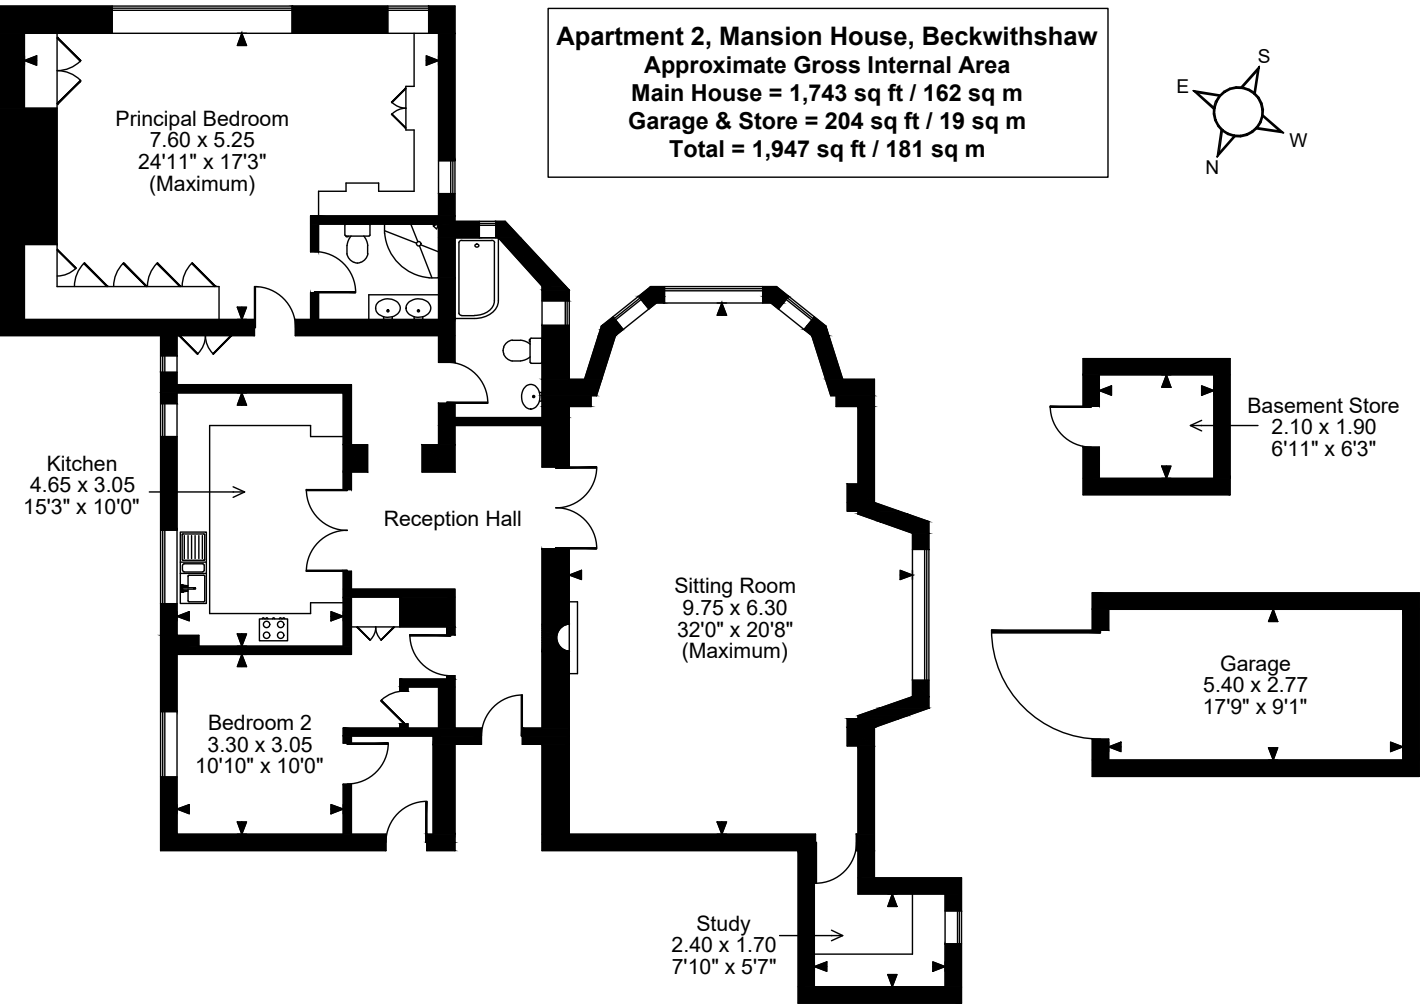 Apartment 2, Mansion House, Beckwithshaw
Approximate Gross Internal Area
Main House = 1,743 sq ft / 162 sq m
Garage & Store = 204 sq ft / 19 sq m
Total = 1,947 sq ft / 181 sq m
S
E
W
N
Principal Bedroom
7.60 x 5.25
24'11" x 17'3"
(Maximum)
Basement Store
2.10 x 1.90
6'11" x 6'3"
Kitchen
4.65 x 3.05
15'3" x 10'0"
Reception Hall
Sitting Room
9.75 x 6.30
32'0" x 20'8"
(Maximum)
Garage
5.40 x 2.77
17'9" x 9'1"
Bedroom 2
3.30 x 3.05
10'10" x 10'0"
Study
2.40 x 1.70
7'10" x 5'7"